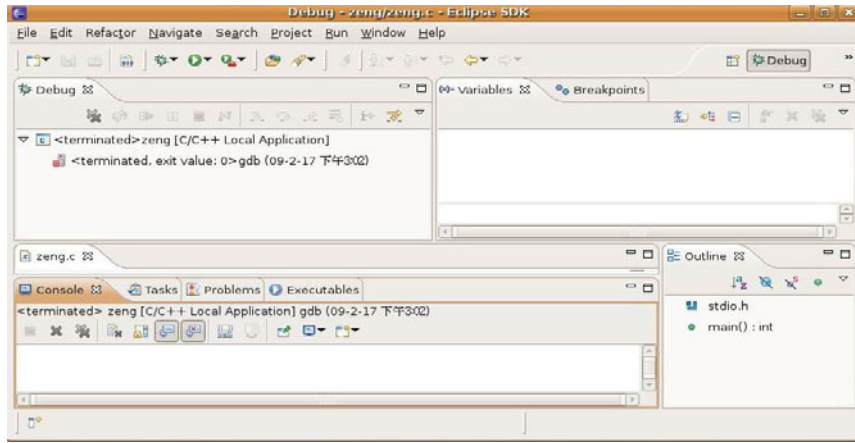 Debug - zeng/zeng.c - Eclipse SDK
File Edit Refactor Navigate Search Project Run Window Help
Debug
Debug
Variables
Breakpoints
<terminated>zeng [C/C++ Local Application]
<terminated, exit value: 0>gdb (09-2-17 下午3:02)
zeng.c
Outline
Console
Tasks
Problems
Executables
<terminated> zeng [C/C++ Local Application] gdb (09-2-17 下午3:02)
stdio.h
main() : int